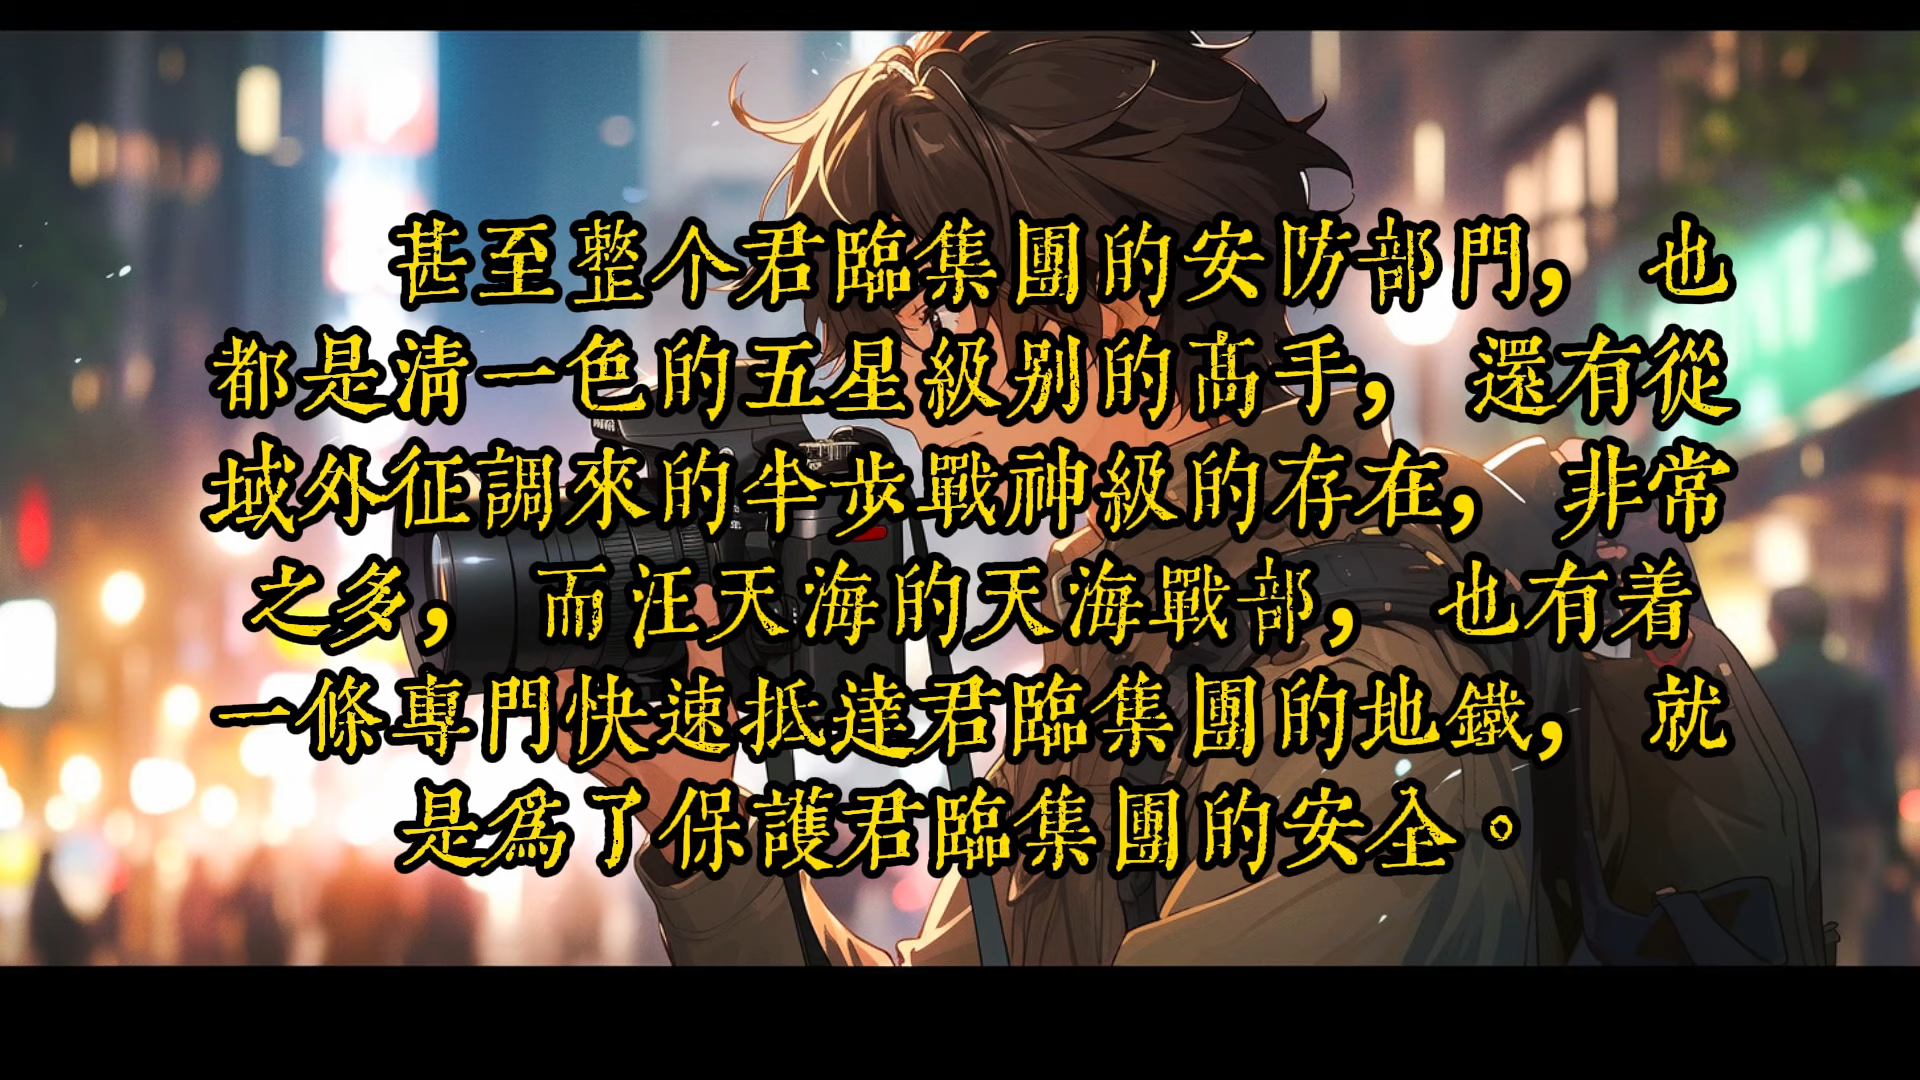 甚至整个君臨集團的安防部門，也
都是清一色的五星級别的高手，還有從
域外征調來的半步戰神級的存在，非常
之多，而汪天海的天海戰部，也有着
一條專門快速抵達君臨集團的地鐵，就
是爲了保護君臨集團的安全。